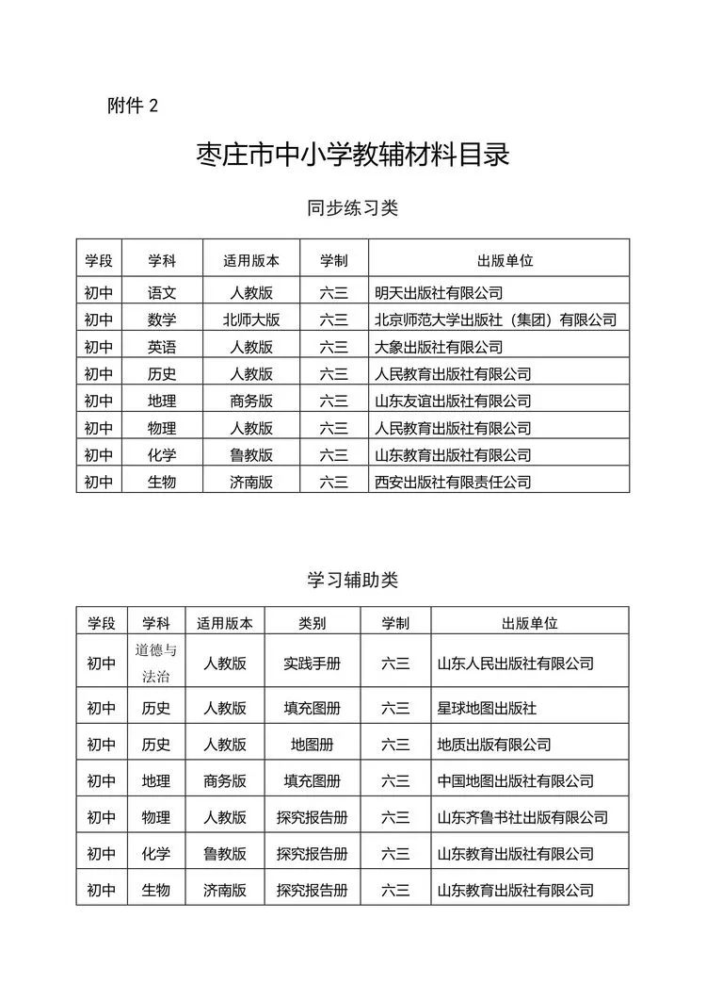 附件 2
枣庄市中小学教辅材料目录
同步练习类
学段 学科 适用版本 学制 出版单位
初中 语文 人教版 六三 明天出版社有限公司
初中 数学 北师大版 六三 北京师范大学出版社（集团）有限公司
初中 英语 人教版 六三 大象出版社有限公司
初中 历史 人教版 六三 人民教育出版社有限公司
初中 地理 商务版 六三 山东友谊出版社有限公司
初中 物理 人教版 六三 人民教育出版社有限公司
初中 化学 鲁教版 六三 山东教育出版社有限公司
初中 生物 济南版 六三 西安出版社有限责任公司
学习辅助类
学段 学科 适用版本 类别 学制 出版单位
初中 道德与
法治 人教版 实践手册 六三 山东人民出版社有限公司
初中 历史 人教版 填充图册 六三 星球地图出版社
初中 历史 人教版 地图册 六三 地质出版有限公司
初中 地理 商务版 填充图册 六三 中国地图出版社有限公司
初中 物理 人教版 探究报告册 六三 山东齐鲁书社出版有限公司
初中 化学 鲁教版 探究报告册 六三 山东教育出版社有限公司
初中 生物 济南版 探究报告册 六三 山东教育出版社有限公司